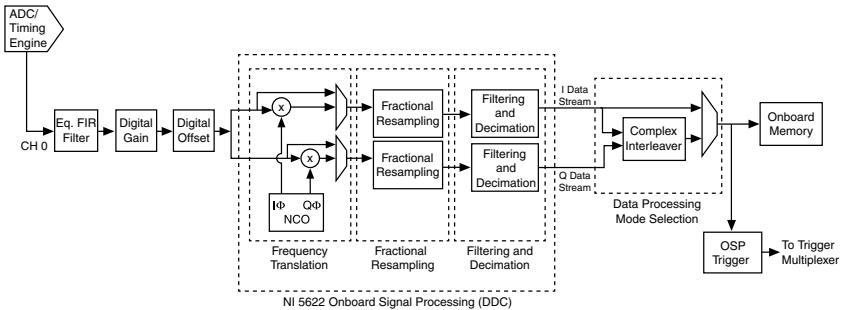 ADC/
Timing
Engine
CH 0
Eq. FIR
Filter
Digital
Gain
Digital
Offset
x
x
IΦ QΦ
NCO
Frequency
Translation
Fractional
Resampling
Fractional
Resampling
Fractional
Resampling
Filtering
and
Decimation
Filtering
and
Decimation
Filtering and
Decimation
NI 5622 Onboard Signal Processing (DDC)
I Data
Stream
Q Data
Stream
Complex
Interleaver
Data Processing
Mode Selection
Onboard
Memory
OSP
Trigger
To Trigger
Multiplexer